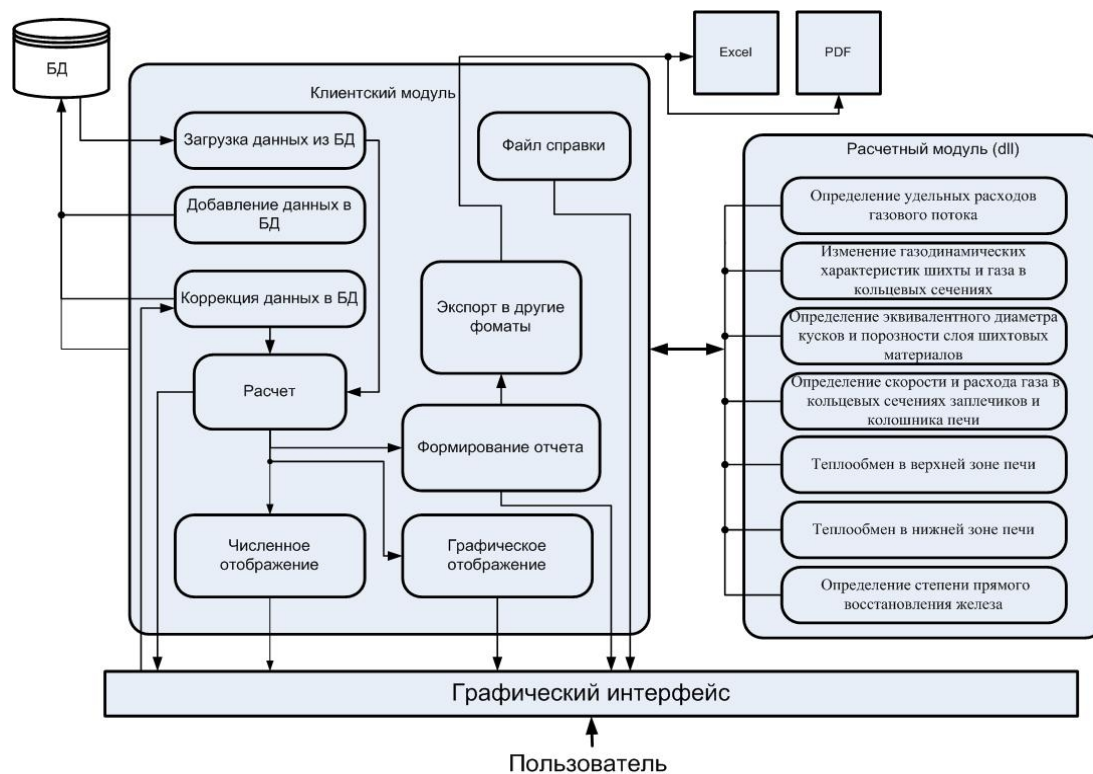 БД
Excel
PDF
Клиентский модуль
Загрузка данных из БД
Добавление данных в
БД
Коррекция данных в БД
Расчет
Численное
отображение
Файл справки
Экспорт в другие
фоматы
Формирование отчета
Графическое
отображение
Расчетный модуль (dll)
Определение удельных расходов
газового потока
Изменение газодинамических
характеристик шихты и газа в
кольцевых сечениях
Определение эквивалентного диаметра
кусков и порозности слоя шихтовых
материалов
Определение скорости и расхода газа в
кольцевых сечениях заплечиков и
колошника печи
Теплообмен в верхней зоне печи
Теплообмен в нижней зоне печи
Определение степени прямого
восстановления железа
Графический интерфейс
Пользователь